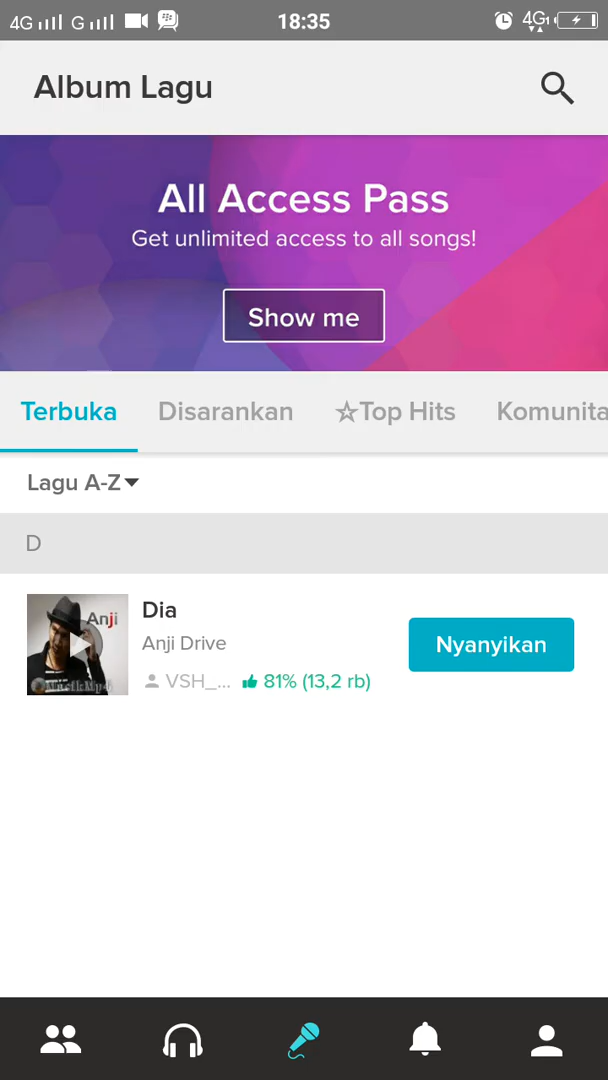 4G G 18:35 4G
Album Lagu
All Access Pass
Get unlimited access to all songs!
Show me
Terbuka Disarankan ☆Top Hits Komunita
Lagu A-Z
D
Anji
Dia
Anji Drive
VSH_... 81% (13,2 rb)
Nyanyikan